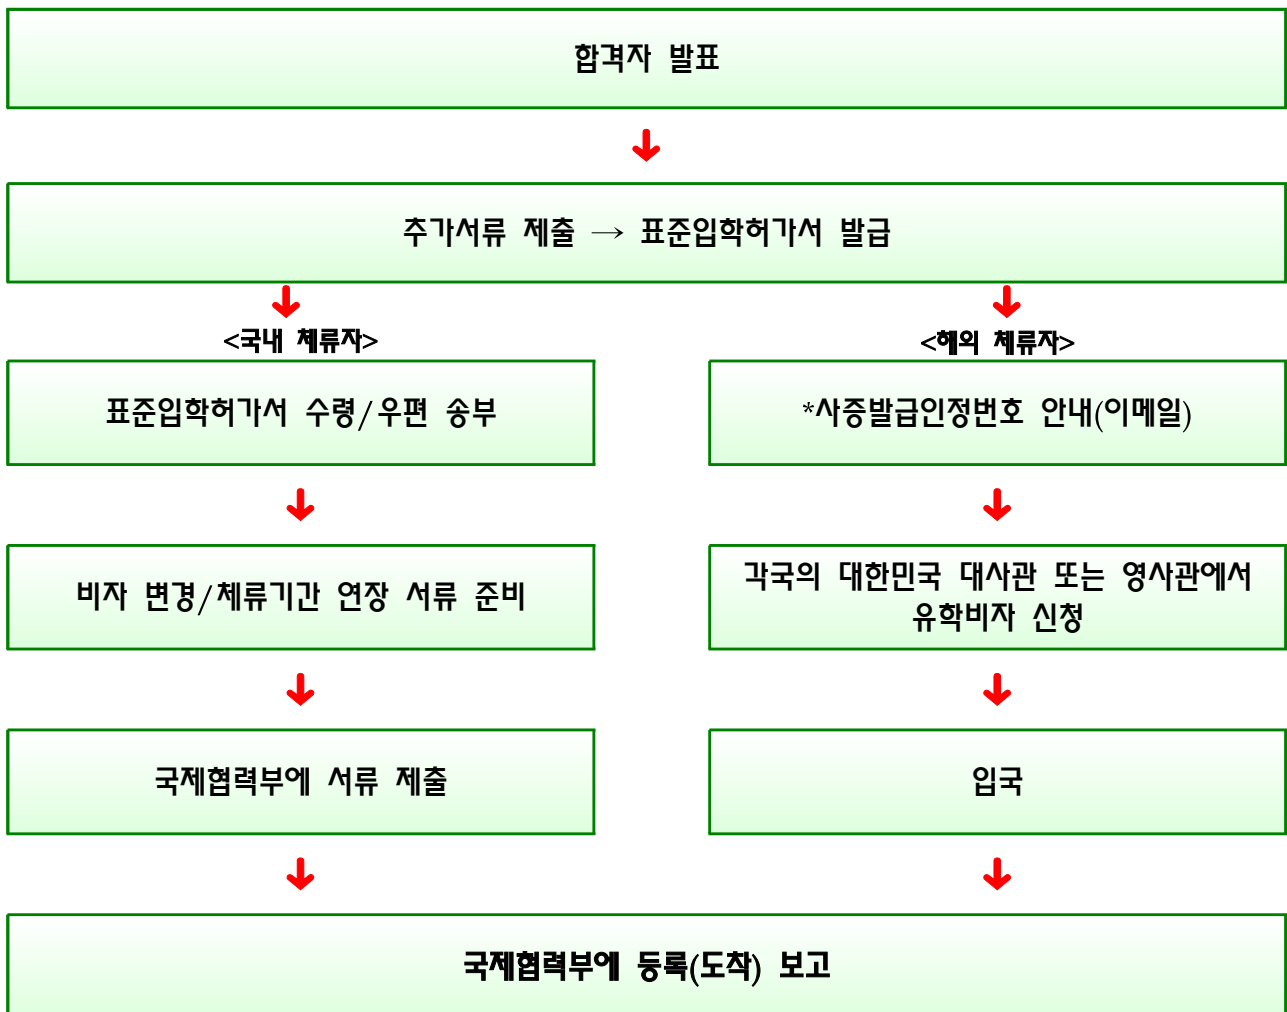 합격자 발표
추가서류 제출 → 표준입학허가서 발급
<국내 체류자>
<해외 체류자>
표준입학허가서 수령/우편 송부
*사증발급인정번호 안내(이메일)
비자 변경/체류기간 연장 서류 준비
각국의 대한민국 대사관 또는 영사관에서
유학비자 신청
국제협력부에 서류 제출
입국
국제협력부에 등록(도착) 보고